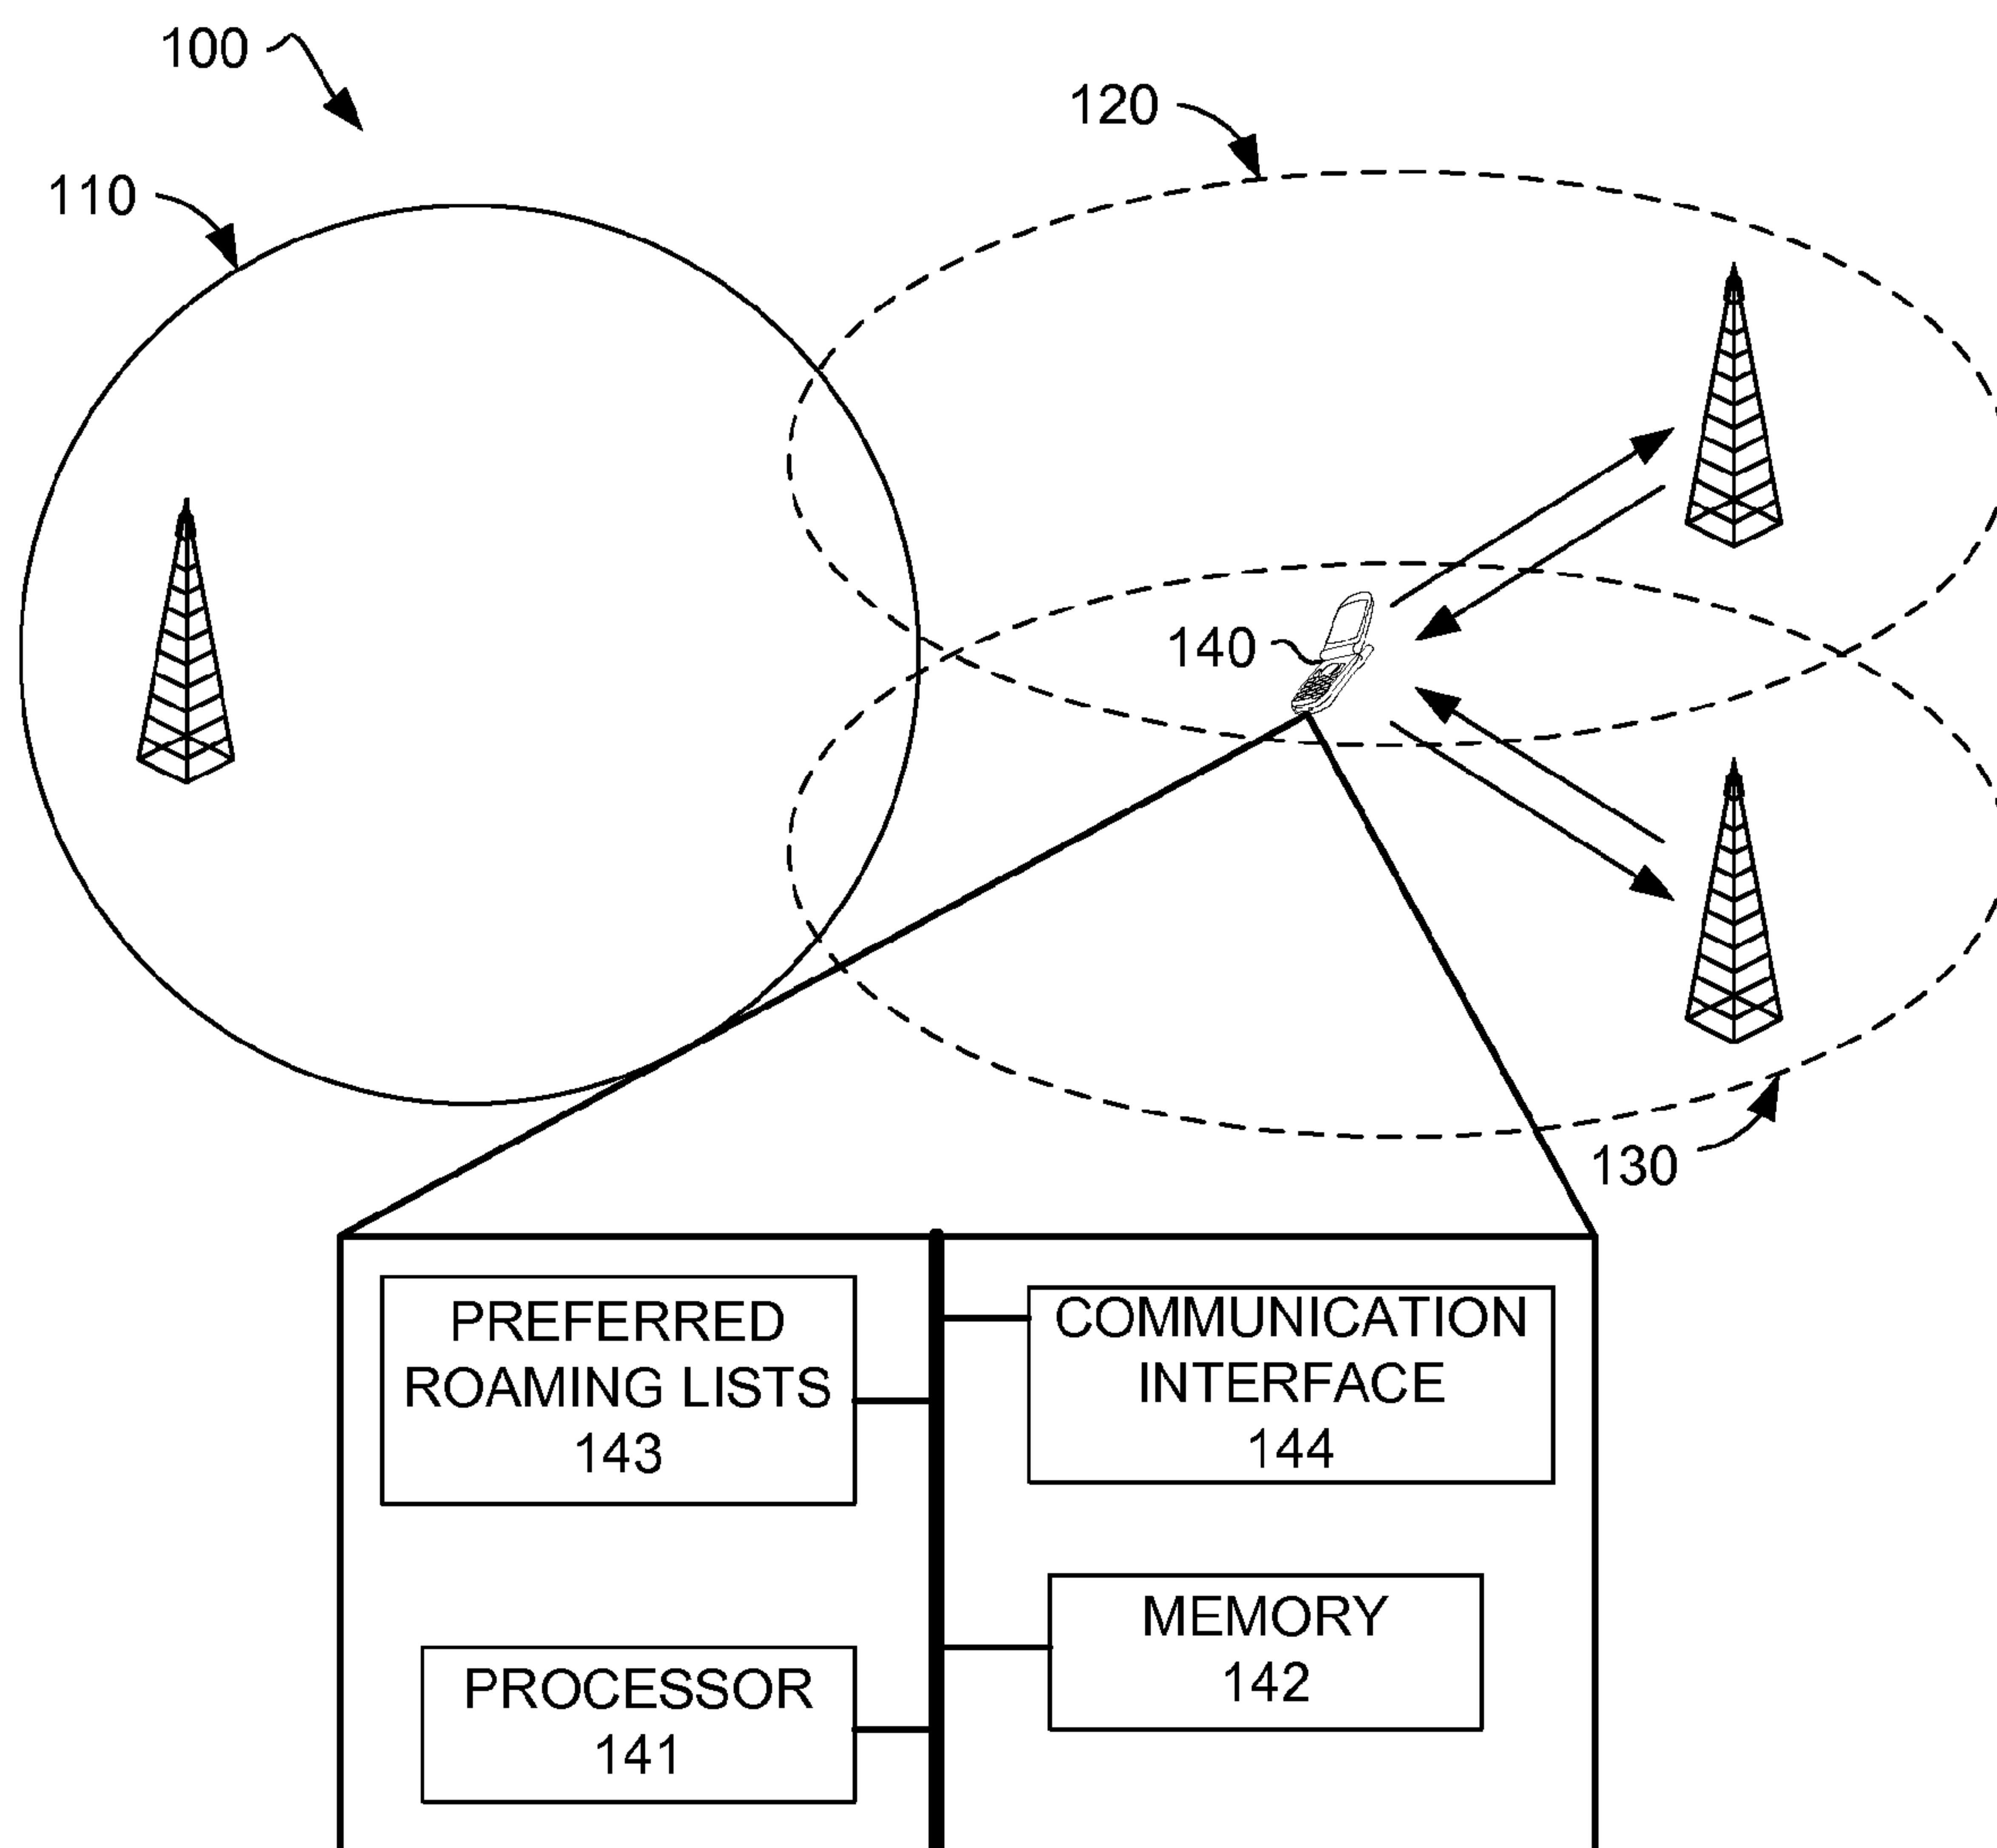 100
120
110
140
130
PREFERRED
ROAMING LISTS
143
COMMUNICATION
INTERFACE
144
MEMORY
142
PROCESSOR
141